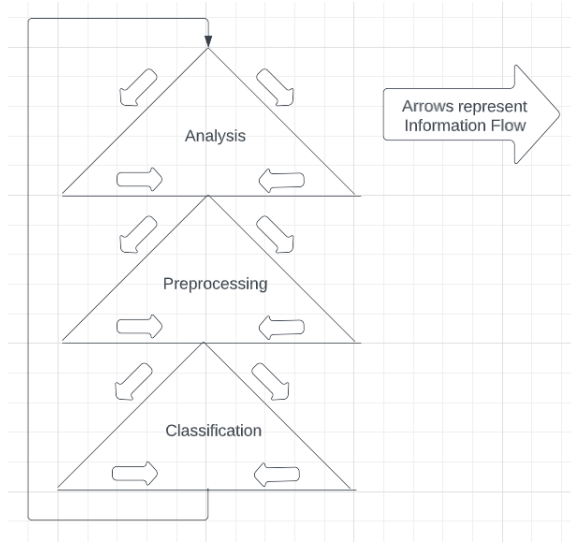 Analysis
Arrows represent
Information Flow
Preprocessing
Classification